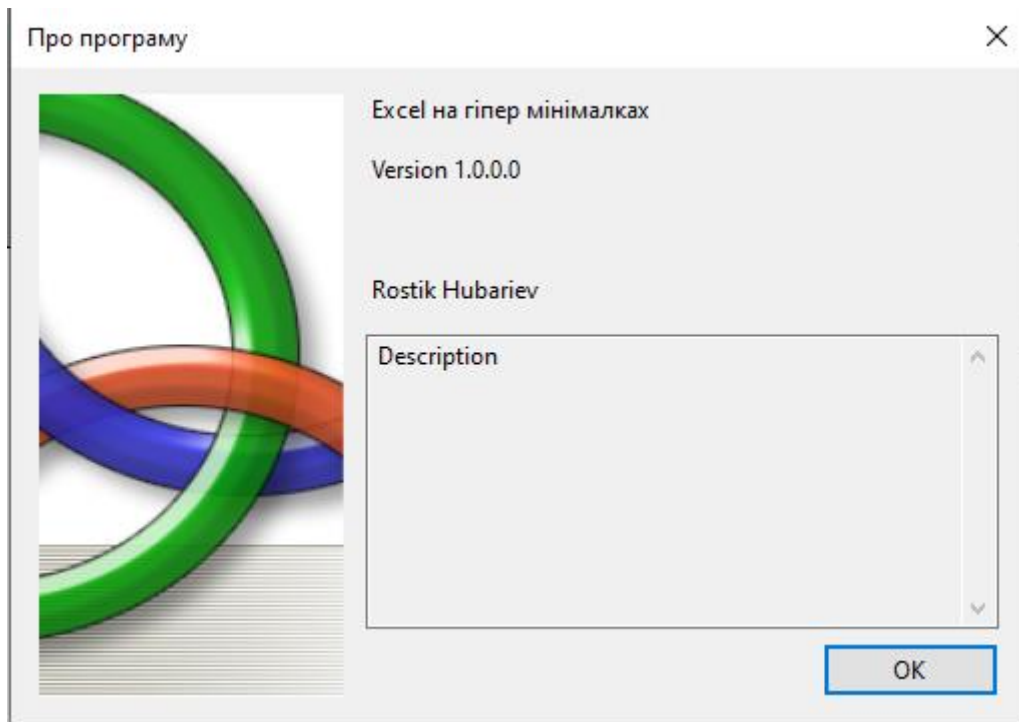 Про програму
Excel на гіпер мінімалках
Version 1.0.0.0
Rostik Hubariev
Description
OK